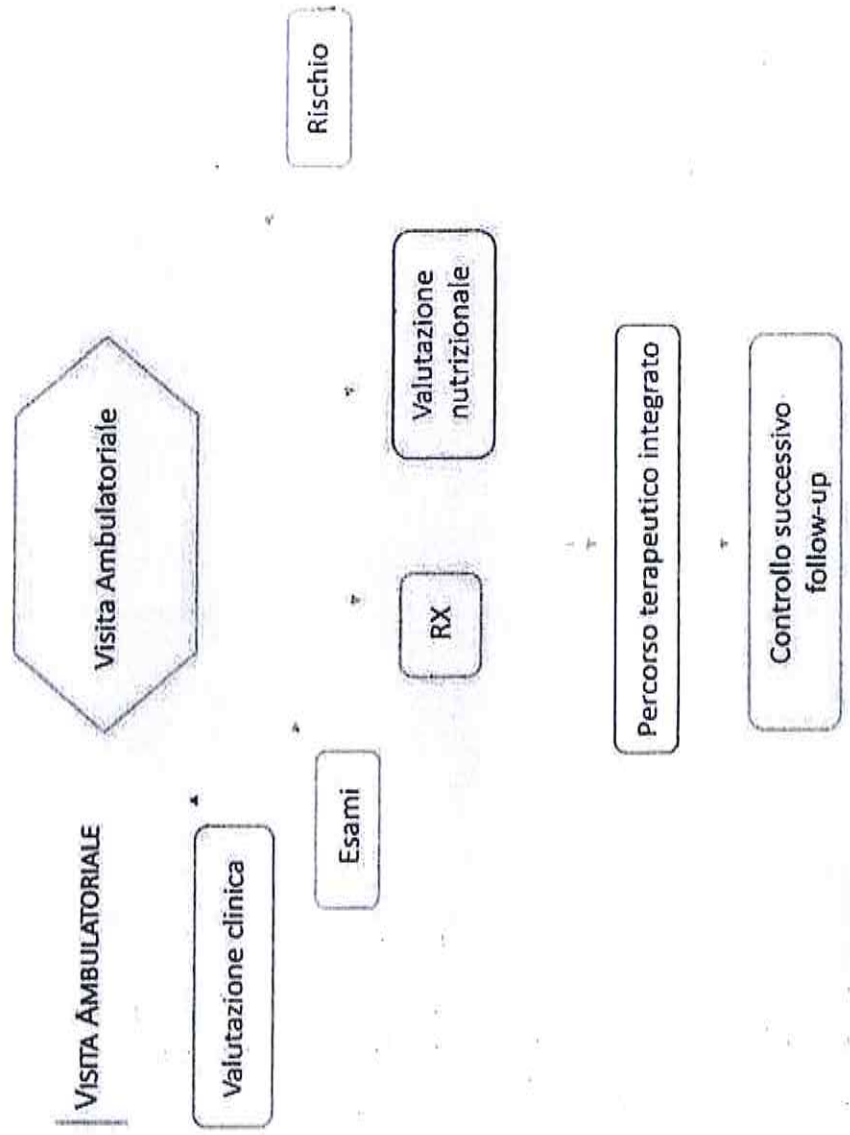 VISITA AMBULATORIALE
Visita Ambulatoriale
Valutazione clinica
Esami
RX
Valutazione
nutrizionale
Rischio
Percorso terapeutico integrato
Controllo successivo
follow-up